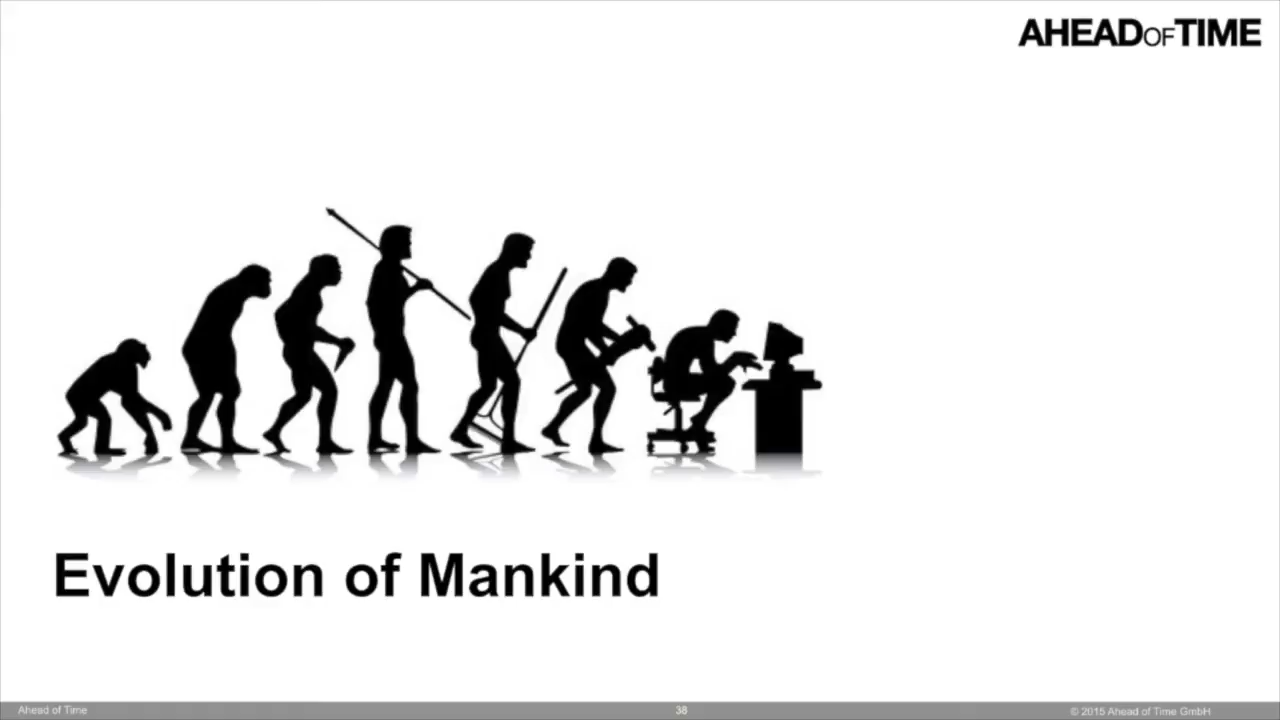 AHEADOFTIME
Evolution of Mankind
Ahead of Time
38
© 2015 Ahead of Time GmbH